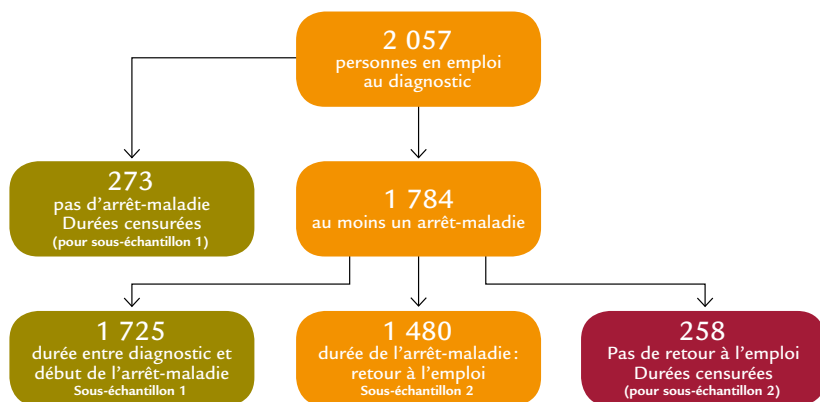 2 057
personnes en emploi
au diagnostic
273
pas d'arrêt-maladie
Durées censurées
(pour sous-échantillon 1)
1 784
au moins un arrêt-maladie
1 725
durée entre diagnostic et
début de l'arrêt-maladie
Sous-échantillon 1
1 480
durée de l'arrêt-maladie :
retour à l'emploi
Sous-échantillon 2
258
Pas de retour à l'emploi
Durées censurées
(pour sous-échantillon 2)